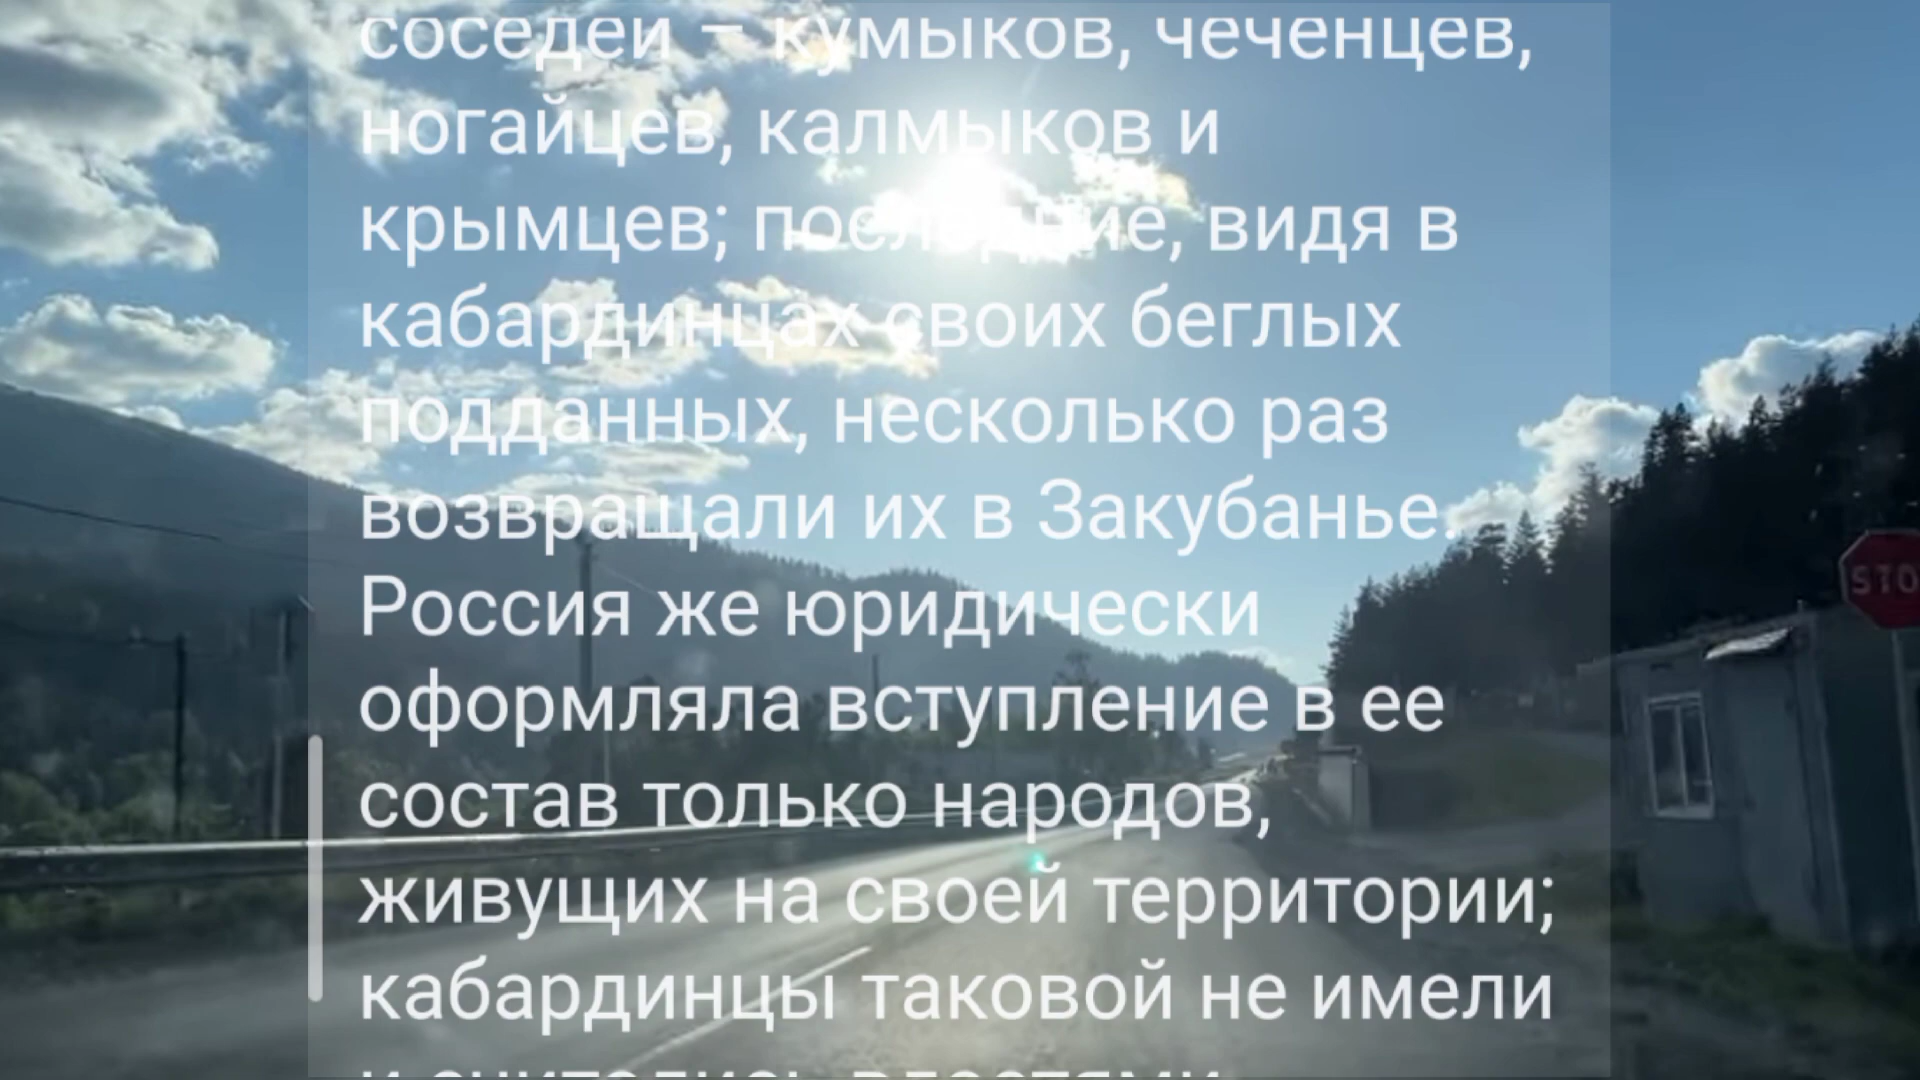 соседей – кумыков, чеченцев,
ногайцев, калмыков и
крымцев; последние, видя в
кабардинцах своих беглых
подданных, несколько раз
возвращали их в Закубанье.
Россия же юридически
оформляла вступление в ее
состав только народов,
живущих на своей территории;
кабардинцы таковой не имели
STO